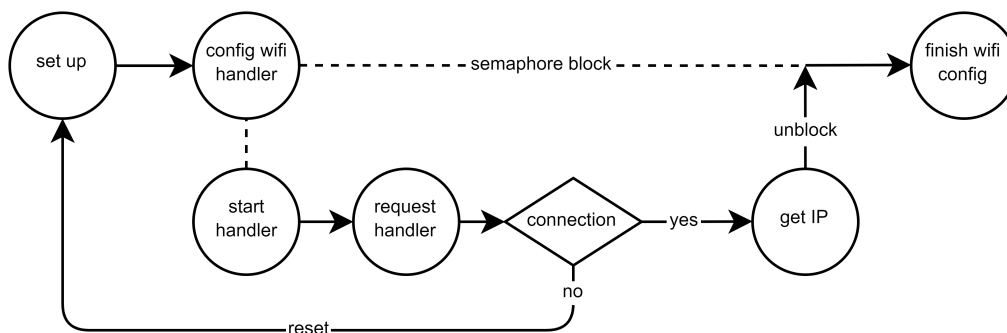 set up
config wifi
handler
semaphore block
finish wifi
config
unblock
start
handler
request
handler
connection
yes
get IP
no
reset